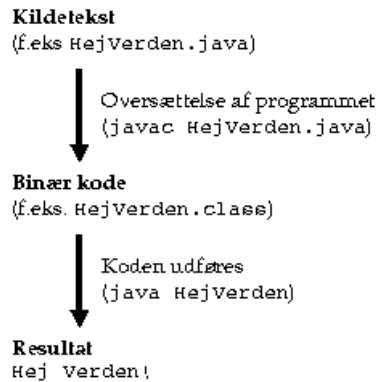 Kildetekst
(f.eks HejVerden.java)
Oversættelse af programmet
(javac HejVerden.java)
Binær kode
(f.eks. HejVerden.class)
Koden udføres
(java HejVerden)
Resultat
Hej Verden!